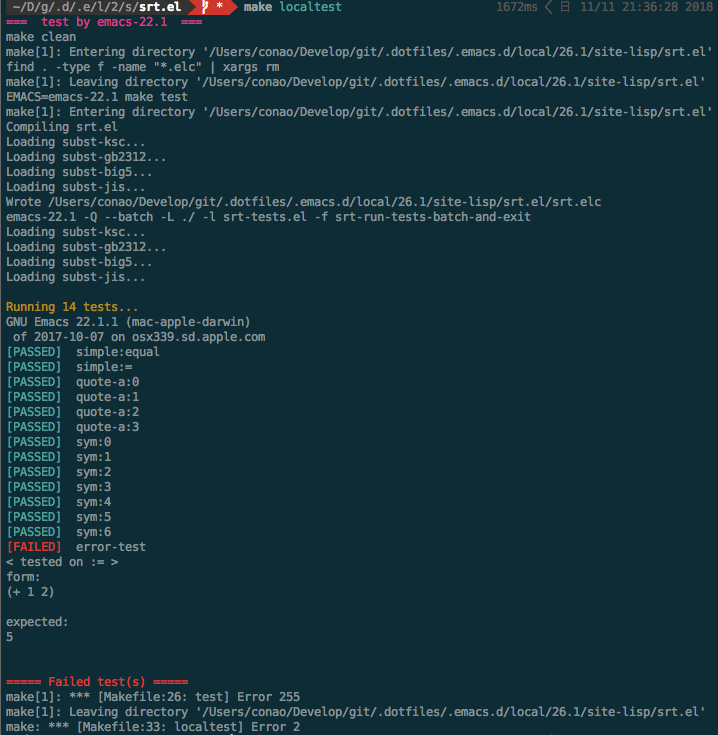 ~/D/g/.d/.e/l/2/s/srt.el * make localtest 1672ms < 日 11/11 21:36:28 2018
=== test by emacs-22.1 ===
make clean
make[1]: Entering directory '/Users/conao/Develop/git/.dotfiles/.emacs.d/local/26.1/site-lisp/srt.el'
find . -type f -name "*.elc" | xargs rm
make[1]: Leaving directory '/Users/conao/Develop/git/.dotfiles/.emacs.d/local/26.1/site-lisp/srt.el'
EMACS=emacs-22.1 make test
make[1]: Entering directory '/Users/conao/Develop/git/.dotfiles/.emacs.d/local/26.1/site-lisp/srt.el'
Compiling srt.el
Loading subst-ksc...
Loading subst-gb2312...
Loading subst-big5...
Loading subst-jis...
Wrote /Users/conao/Develop/git/.dotfiles/.emacs.d/local/26.1/site-lisp/srt.el/srt.elc
emacs-22.1 -Q --batch -L ./ -l srt-tests.el -f srt-run-tests-batch-and-exit
Loading subst-ksc...
Loading subst-gb2312...
Loading subst-big5...
Loading subst-jis...
Running 14 tests...
GNU Emacs 22.1.1 (mac-apple-darwin)
of 2017-10-07 on osx339.sd.apple.com
[PASSED] simple:equal
[PASSED] simple:=
[PASSED] quote-a:0
[PASSED] quote-a:1
[PASSED] quote-a:2
[PASSED] quote-a:3
[PASSED] sym:0
[PASSED] sym:1
[PASSED] sym:2
[PASSED] sym:3
[PASSED] sym:4
[PASSED] sym:5
[PASSED] sym:6
[FAILED] error-test
< tested on := >
form:
(+ 1 2)
expected:
5
===== Failed test(s) =====
make[1]: *** [Makefile:26: test] Error 255
make[1]: Leaving directory '/Users/conao/Develop/git/.dotfiles/.emacs.d/local/26.1/site-lisp/srt.el'
make: *** [Makefile:33: localtest] Error 2